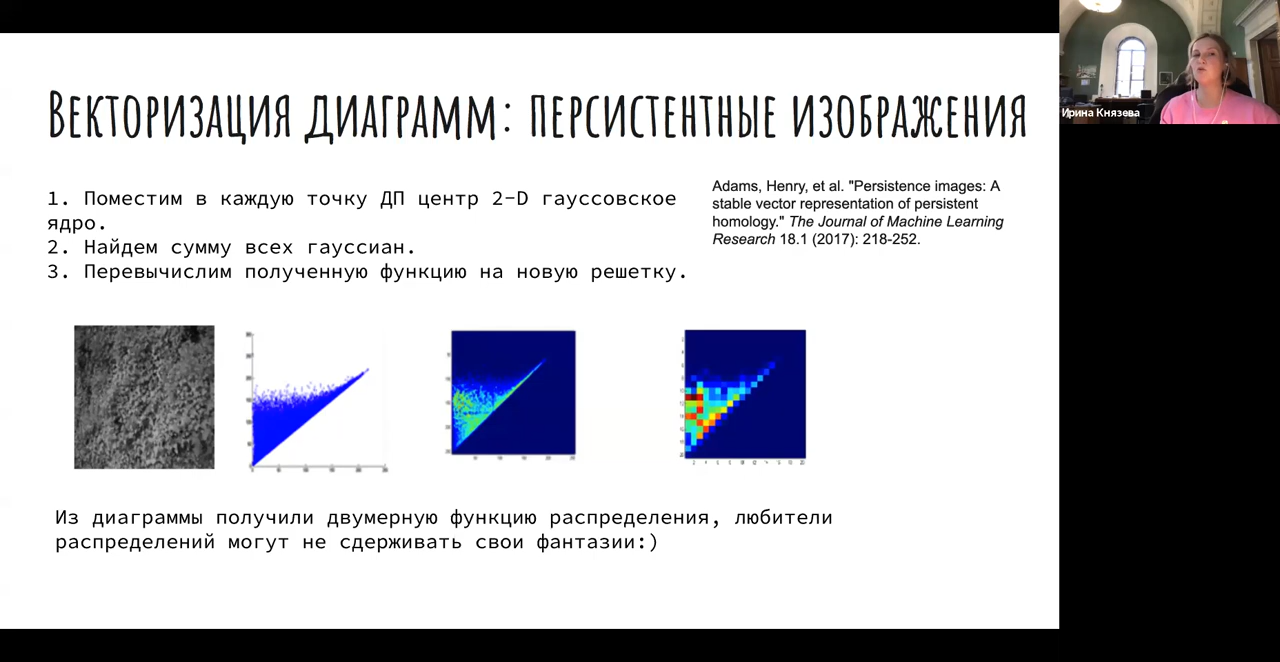 Векторизация диаграмм: персистентные изображения
Ирина Князева
1. Поместим в каждую точку ДП центр 2-D гауссовское
ядро.
2. Найдем сумму всех гауссиан.
3. Перевычислим полученную функцию на новую решетку.
Adams, Henry, et al. "Persistence images: A
stable vector representation of persistent
homology." The Journal of Machine Learning
Research 18.1 (2017): 218-252.
Из диаграммы получили двумерную функцию распределения, любители
распределений могут не сдерживать свои фантазии:)